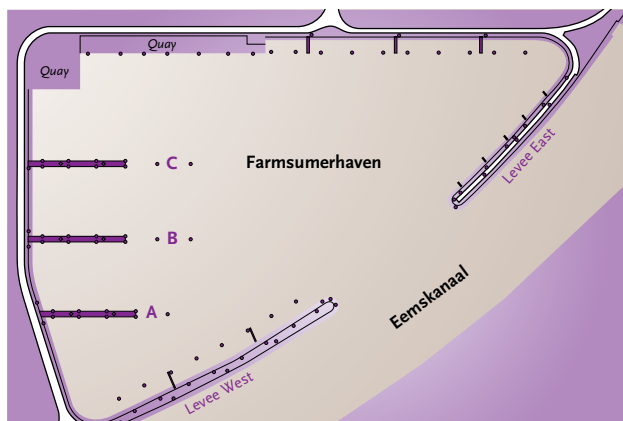 Quay
Quay
C
Farmsumerhaven
Levee East
B
A
Eemskanaal
Levee West